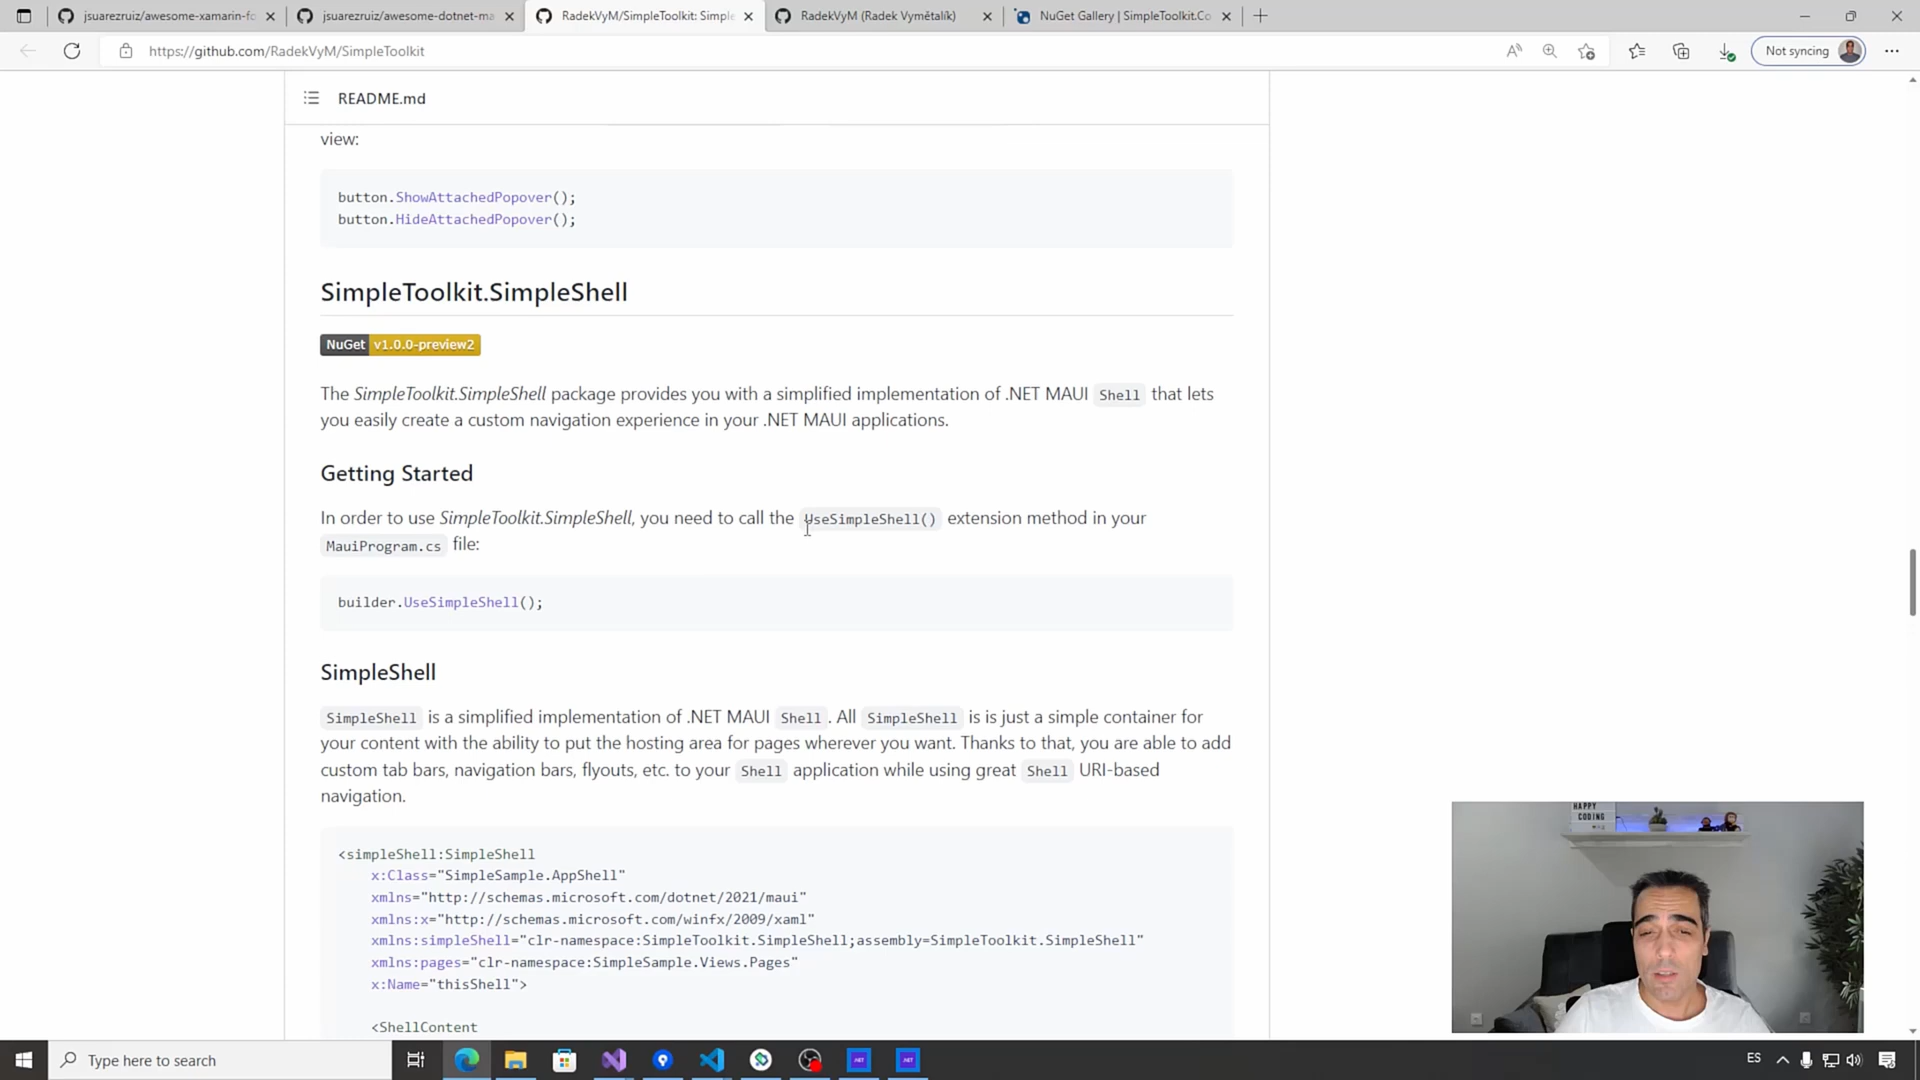 jsuarezruiz/awesome-xamarin-fo
jsuarezruiz/awesome-dotnet-ma
RadekVyM/SimpleToolkit: Simple
RadekVyM (Radek Vymětalík)
NuGet Gallery | SimpleToolkit.Co
https://github.com/RadekVyM/SimpleToolkit
Not syncing
README.md
view:
button.ShowAttachedPopover();
button.HideAttachedPopover();
SimpleToolkit.SimpleShell
NuGet v1.0.0-preview2
The SimpleToolkit.SimpleShell package provides you with a simplified implementation of .NET MAUI Shell that lets
you easily create a custom navigation experience in your .NET MAUI applications.
Getting Started
In order to use SimpleToolkit.SimpleShell, you need to call the UseSimpleShell() extension method in your
MauiProgram.cs file:
builder.UseSimpleShell();
SimpleShell
SimpleShell is a simplified implementation of .NET MAUI Shell. All SimpleShell is is just a simple container for
your content with the ability to put the hosting area for pages wherever you want. Thanks to that, you are able to add
custom tab bars, navigation bars, flyouts, etc. to your Shell application while using great Shell URI-based
navigation.
<simpleShell:SimpleShell
x:Class="SimpleSample.AppShell"
xmlns="http://schemas.microsoft.com/dotnet/2021/maui"
xmlns:x="http://schemas.microsoft.com/winfx/2009/xaml"
xmlns:simpleShell="clr-namespace:SimpleToolkit.SimpleShell;assembly=SimpleToolkit.SimpleShell"
xmlns:pages="clr-namespace:SimpleSample.Views.Pages"
x:Name="thisShell">
<ShellContent
HAPPY
CODING
Type here to search
.NET
.NET
ES